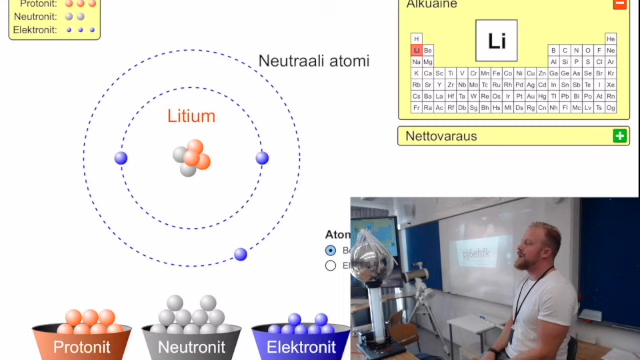 Protonit:
Neutronit:
Elektronit:
Neutraali atomi
Litium
Alkuaine
Li
H He
Li Be B C N O F Ne
Na Mg Al Si P S Cl Ar
K Ca Sc Ti V Cr Mn Fe Co Ni Cu Zn Ga Ge As Se Br Kr
Rb Sr Y Zr Nb Mo Tc Ru Rh Pd Ag Cd In Sn Sb Te I Xe
Cs Ba La Hf Ta W Re Os Ir Pt Au Hg Tl Pb Bi Po At Rn
Fr Ra Ac Rf Db Sg Bh Hs Mt Ds Rg Cn Nh Fl Mc Lv Ts Og
Nettovaraus
Protonit
Neutronit
Elektronit